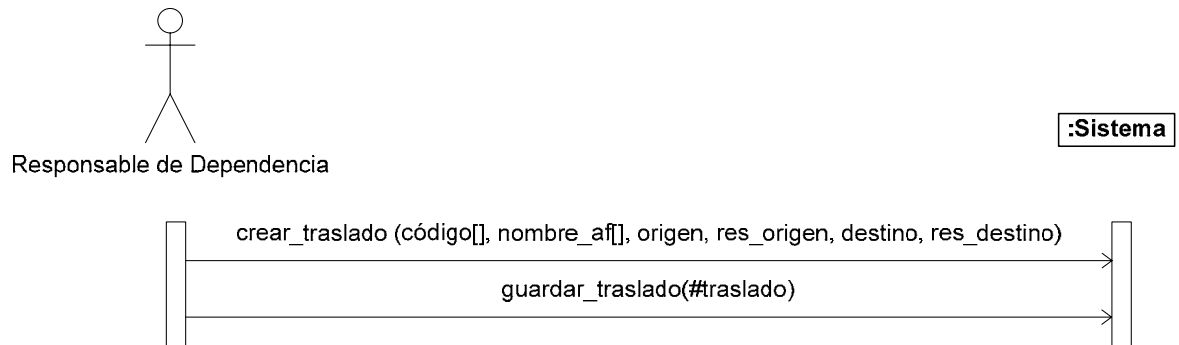 :Sistema
Responsable de Dependencia
crear_traslado (código[], nombre_af[], origen, res_origen, destino, res_destino)
guardar_traslado(#traslado)